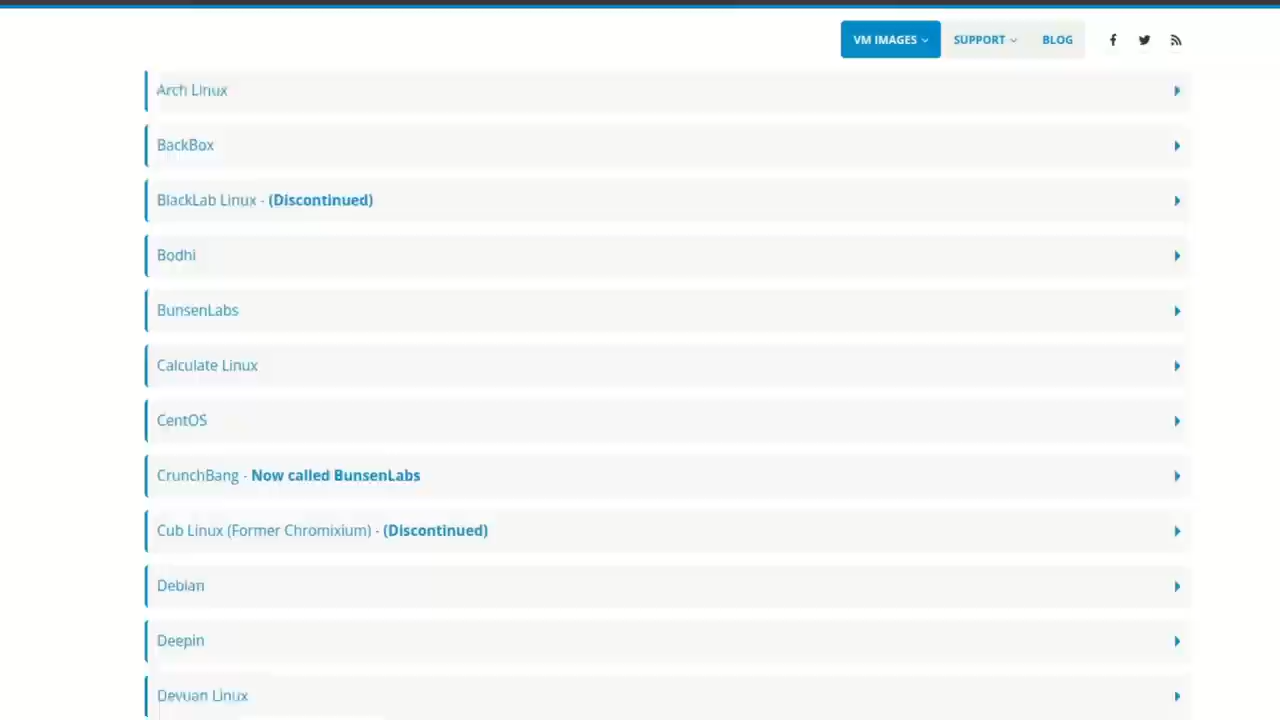 VM IMAGES SUPPORT BLOG
Arch Linux
BackBox
BlackLab Linux - (Discontinued)
Bodhi
BunsenLabs
Calculate Linux
CentOS
CrunchBang - Now called BunsenLabs
Cub Linux (Former Chromixium) - (Discontinued)
Debian
Deepin
Devuan Linux